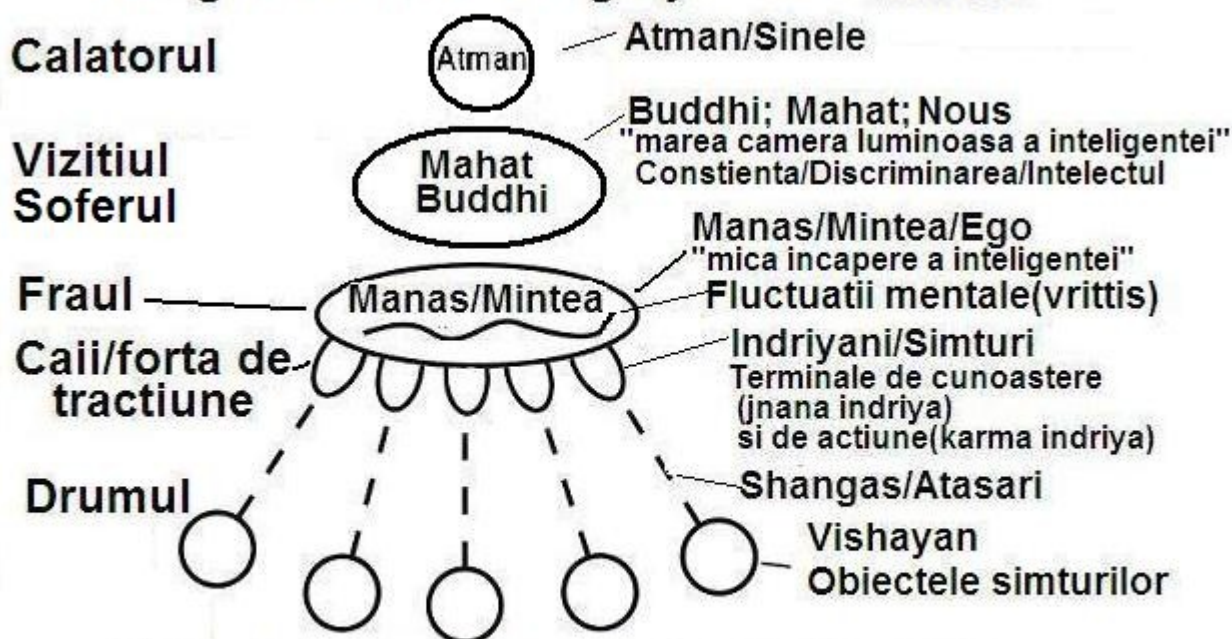 Calatorul
Atman
Atman/Sinele
Buddhi; Mahat; Nous
"marea camera luminoasa a inteligentei"
Constienta/Discriminarea/Intelectul
Vizitiul
Soferul
Mahat
Buddhi
Manas/Mintea/Ego
"mica incapere a inteligentei"
Fraul
Manas/Mintea
Fluctuatii mentale(vrittis)
Caii/forta de
tractiune
Indriyani/Simturi
Terminale de cunoastere
(jnana indriya)
si de actiune(karma indriya)
Drumul
Shangas/Atasari
Vishayan
Obiectele simturilor